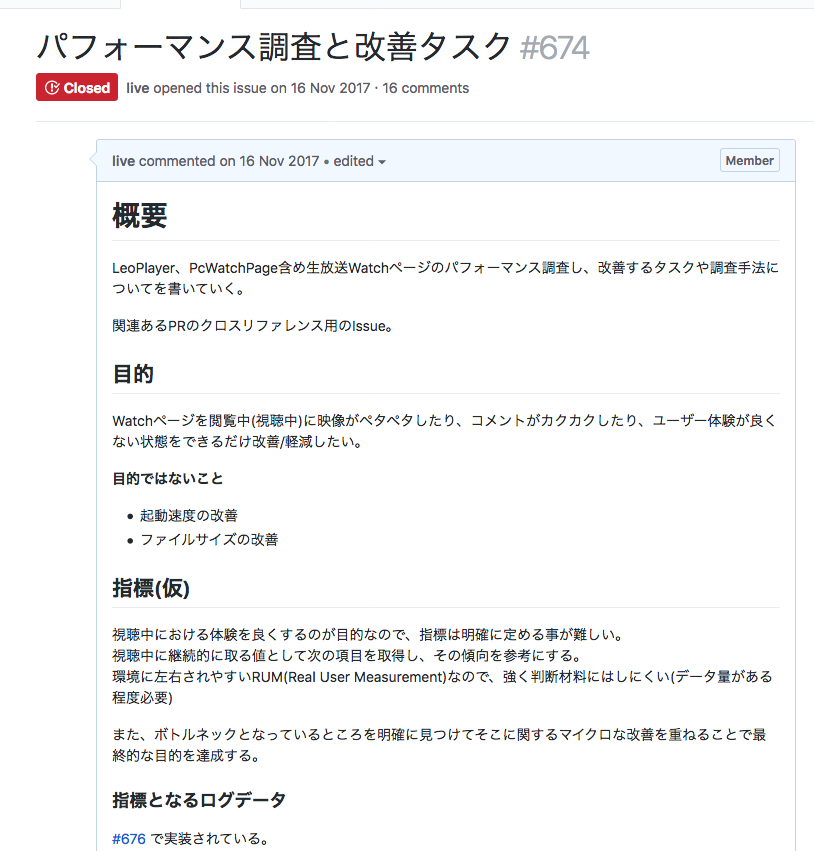 パフォーマンス調査と改善タスク #674
Closed live opened this issue on 16 Nov 2017 · 16 comments
live commented on 16 Nov 2017 • edited Member
概要
LeoPlayer、PcWatchPage含め生放送Watchページのパフォーマンス調査し、改善するタスクや調査手法に
ついてを書いていく。
関連あるPRのクロスリファレンス用のIssue。
目的
Watchページを閲覧中(視聴中)に映像がペタペタしたり、コメントがカクカクしたり、ユーザー体験が良く
ない状態をできるだけ改善/軽減したい。
目的ではないこと
• 起動速度の改善
• ファイルサイズの改善
指標(仮)
視聴中における体験を良くするのが目的なので、指標は明確に定める事が難しい。
視聴中に継続的に取る値として次の項目を取得し、その傾向を参考にする。
環境に左右されやすいRUM(Real User Measurement)なので、強く判断材料にはしにくい(データ量がある
程度必要)
また、ボトルネックとなっているところを明確に見つけてそこに関するマイクロな改善を重ねることで最
終的な目的を達成する。
指標となるログデータ
#676 で実装されている。